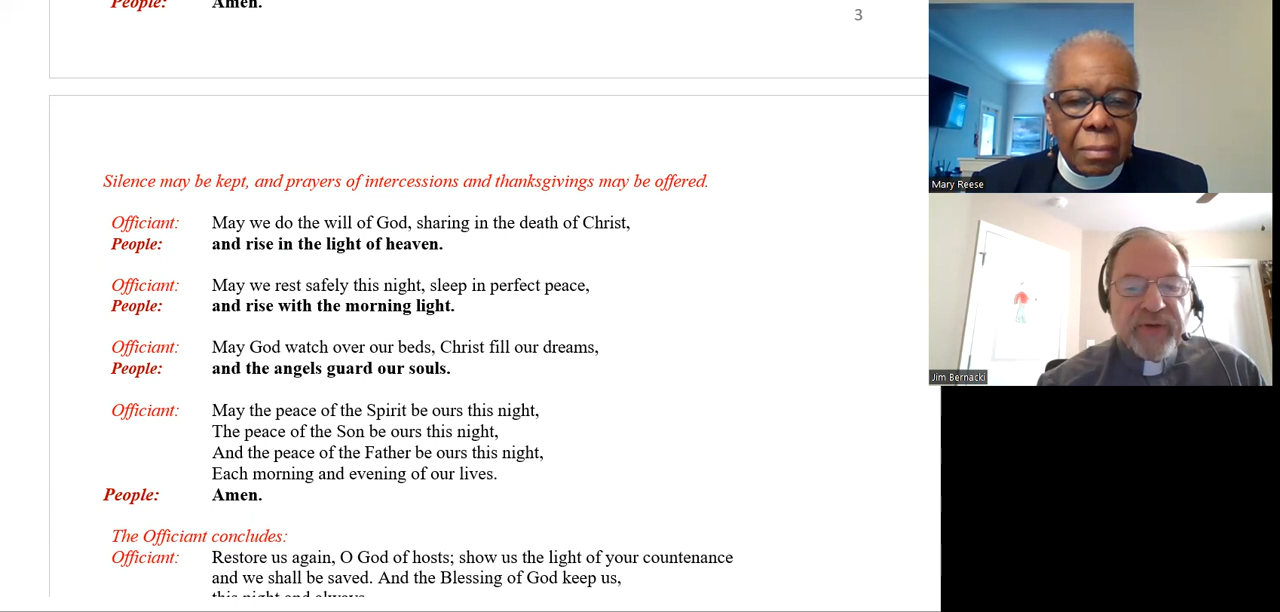 People: Amen.
3
Silence may be kept, and prayers of intercessions and thanksgivings may be offered.
Officiant: May we do the will of God, sharing in the death of Christ,
People: and rise in the light of heaven.
Officiant: May we rest safely this night, sleep in perfect peace,
People: and rise with the morning light.
Officiant: May God watch over our beds, Christ fill our dreams,
People: and the angels guard our souls.
Officiant: May the peace of the Spirit be ours this night,
The peace of the Son be ours this night,
And the peace of the Father be ours this night,
Each morning and evening of our lives.
People: Amen.
The Officiant concludes:
Officiant: Restore us again, O God of hosts; show us the light of your countenance
and we shall be saved. And the Blessing of God keep us,
this night and always.
Mary Reese
Jim Bernacki